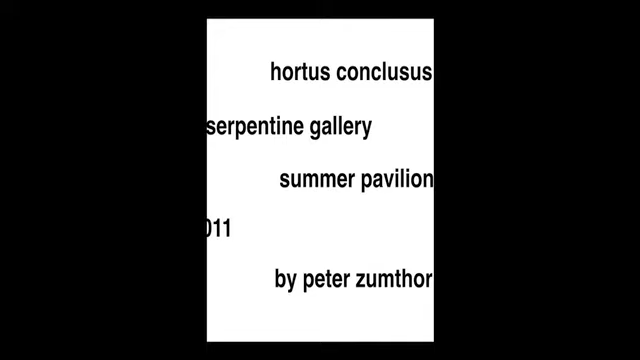 hortus conclusus
serpentine gallery
summer pavilion
011
by peter zumthor